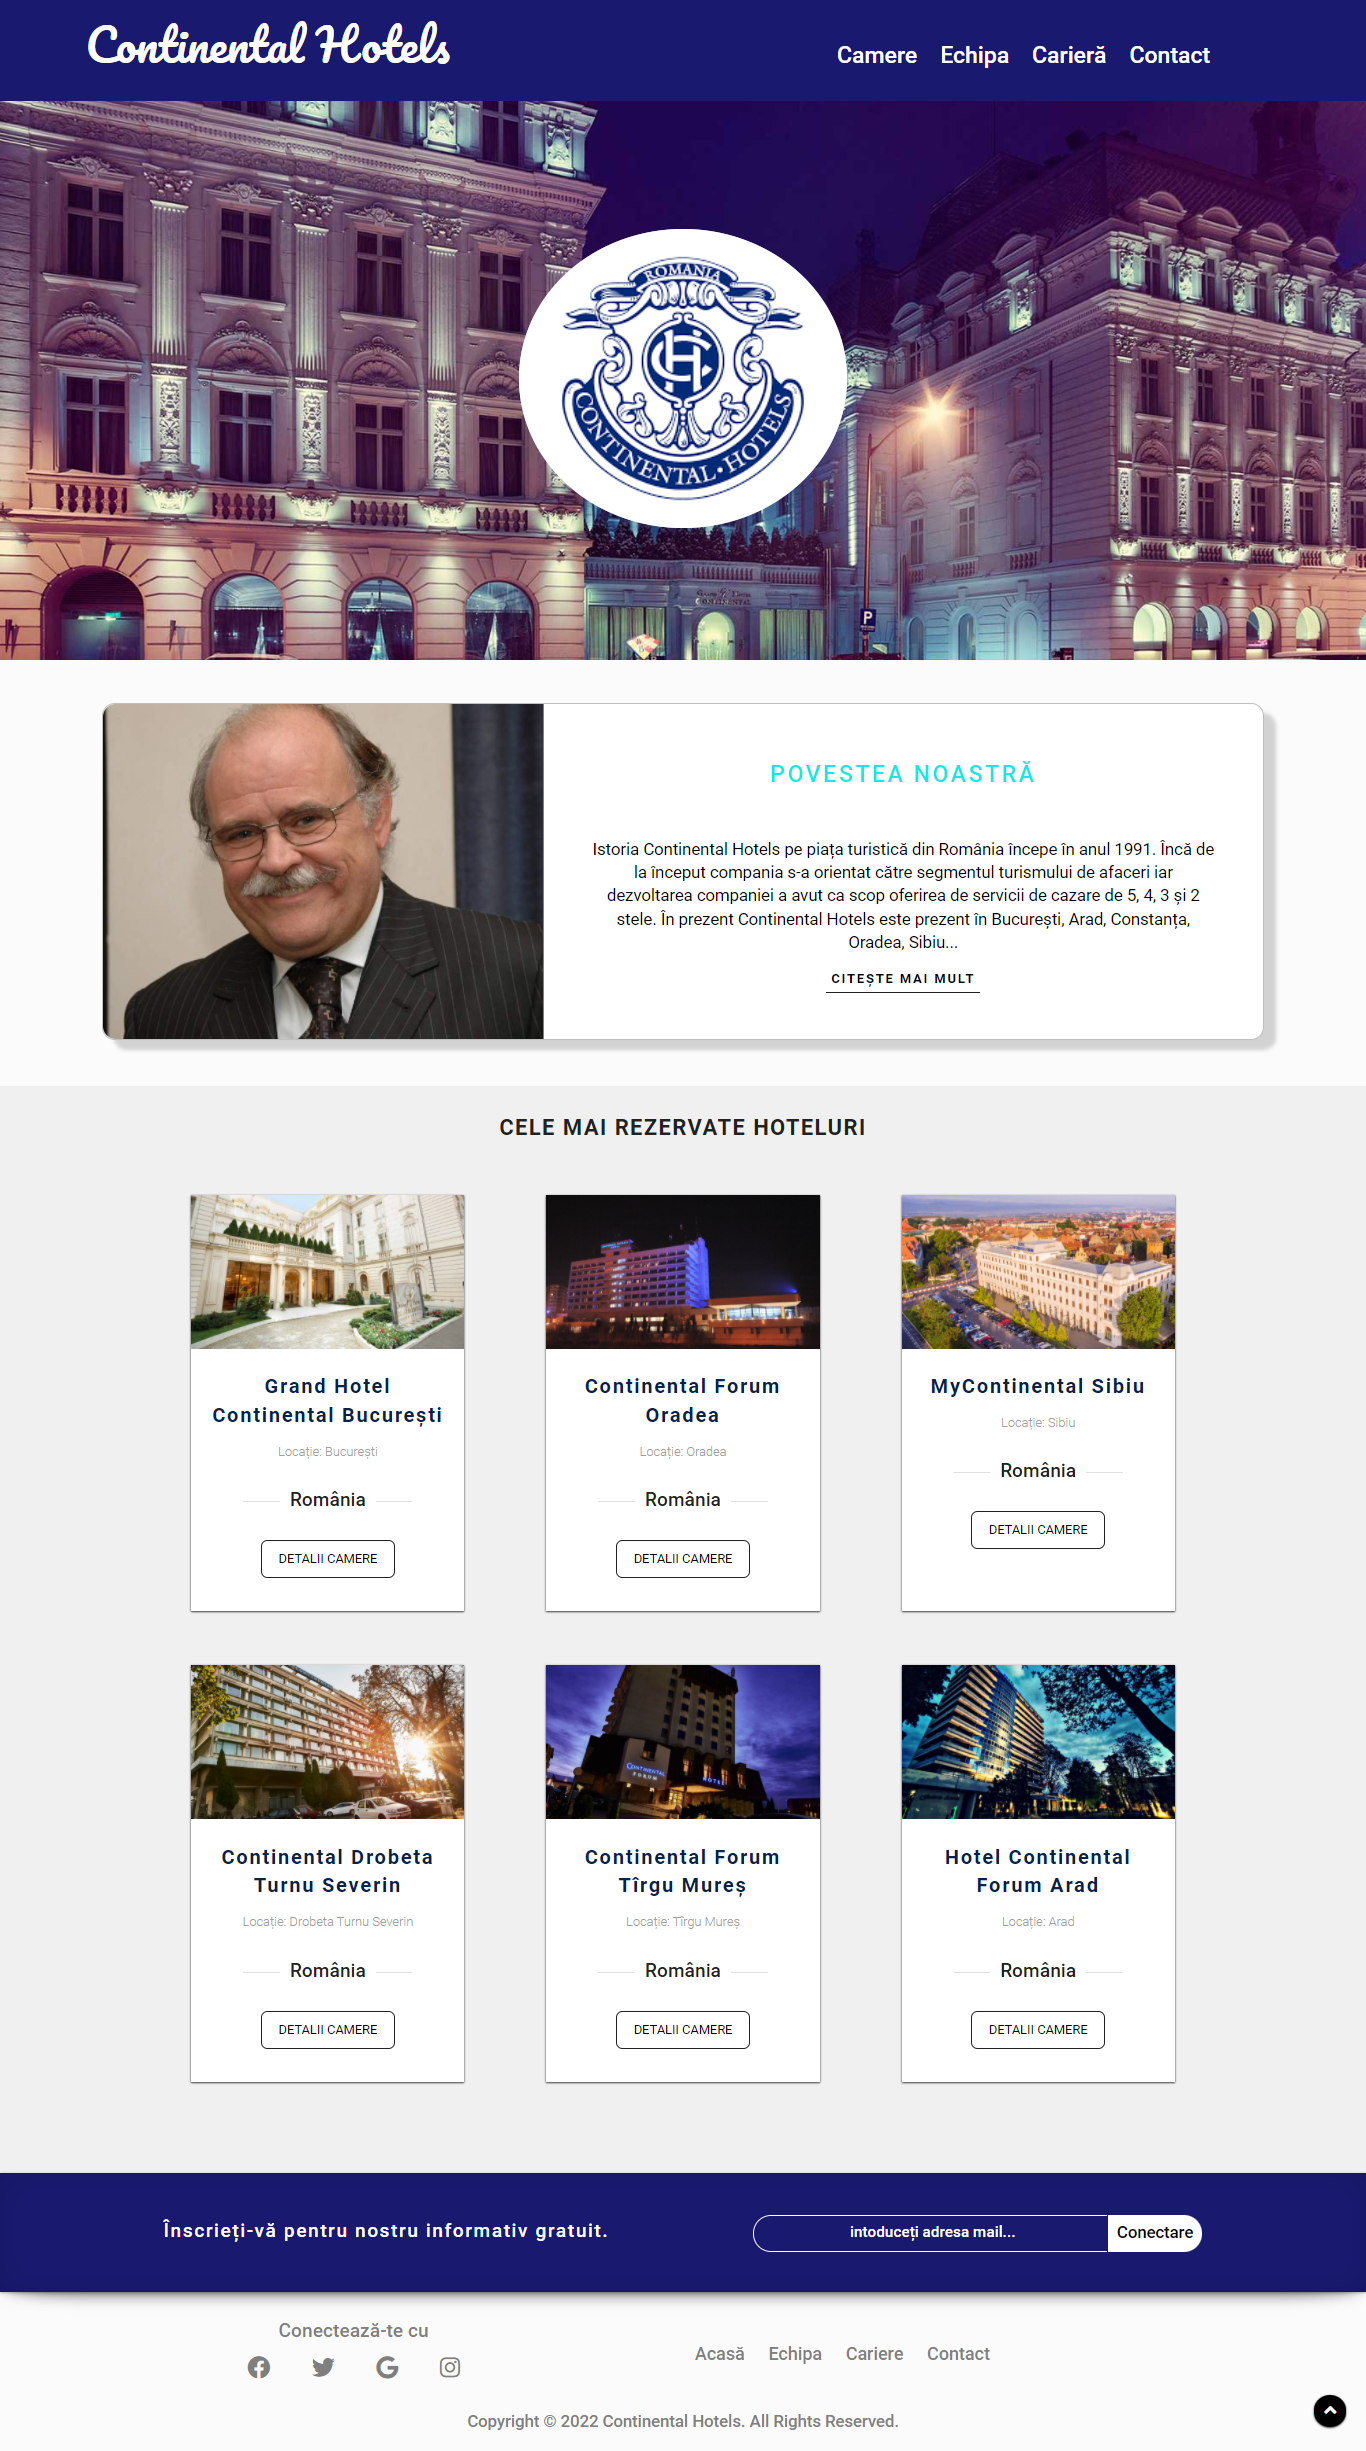 Continental Hotels
Camere Echipa Carieră Contact
ROMANIA
CONTINENTAL · HOTELS
CONTINENTAL
P
POVESTEA NOASTRĂ
Istoria Continental Hotels pe piața turistică din România începe în anul 1991. Încă de
la început compania s-a orientat către segmentul turismului de afaceri iar
dezvoltarea companiei a avut ca scop oferirea de servicii de cazare de 5, 4, 3 și 2
stele. În prezent Continental Hotels este prezent în București, Arad, Constanța,
Oradea, Sibiu...
CITEȘTE MAI MULT
CELE MAI REZERVATE HOTELURI
Grand Hotel
Continental București
Locație: București
România
DETALII CAMERE
Continental Forum
Oradea
Locație: Oradea
România
DETALII CAMERE
MyContinental Sibiu
Locație: Sibiu
România
DETALII CAMERE
Continental Drobeta
Turnu Severin
Locație: Drobeta Turnu Severin
România
DETALII CAMERE
CONTINENTAL
FORUM
HOTEL
Continental Forum
Tîrgu Mureș
Locație: Tîrgu Mureș
România
DETALII CAMERE
Hotel Continental
Forum Arad
Locație: Arad
România
DETALII CAMERE
Înscrieți-vă pentru nostru informativ gratuit.
intoduceți adresa mail...
Conectare
Conectează-te cu
Acasă Echipa Cariere Contact
Copyright © 2022 Continental Hotels. All Rights Reserved.